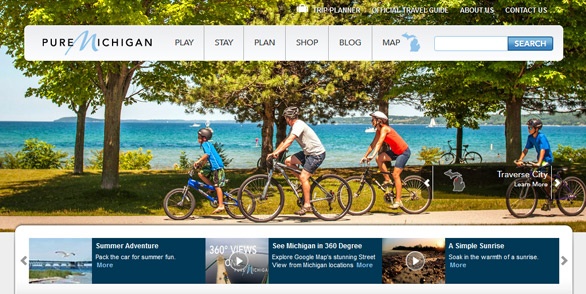 TRIP PLANNER OFFICIAL TRAVEL GUIDE ABOUT US CONTACT US
PURE MICHIGAN PLAY STAY PLAN SHOP BLOG MAP SEARCH
Traverse City
Learn More
Summer Adventure
Pack the car for summer fun.
More
360° VIEWS
PURE MICHIGAN
See Michigan in 360 Degree
Explore Google Map's stunning Street
View from Michigan locations More
A Simple Sunrise
Soak in the warmth of a sunrise.
More